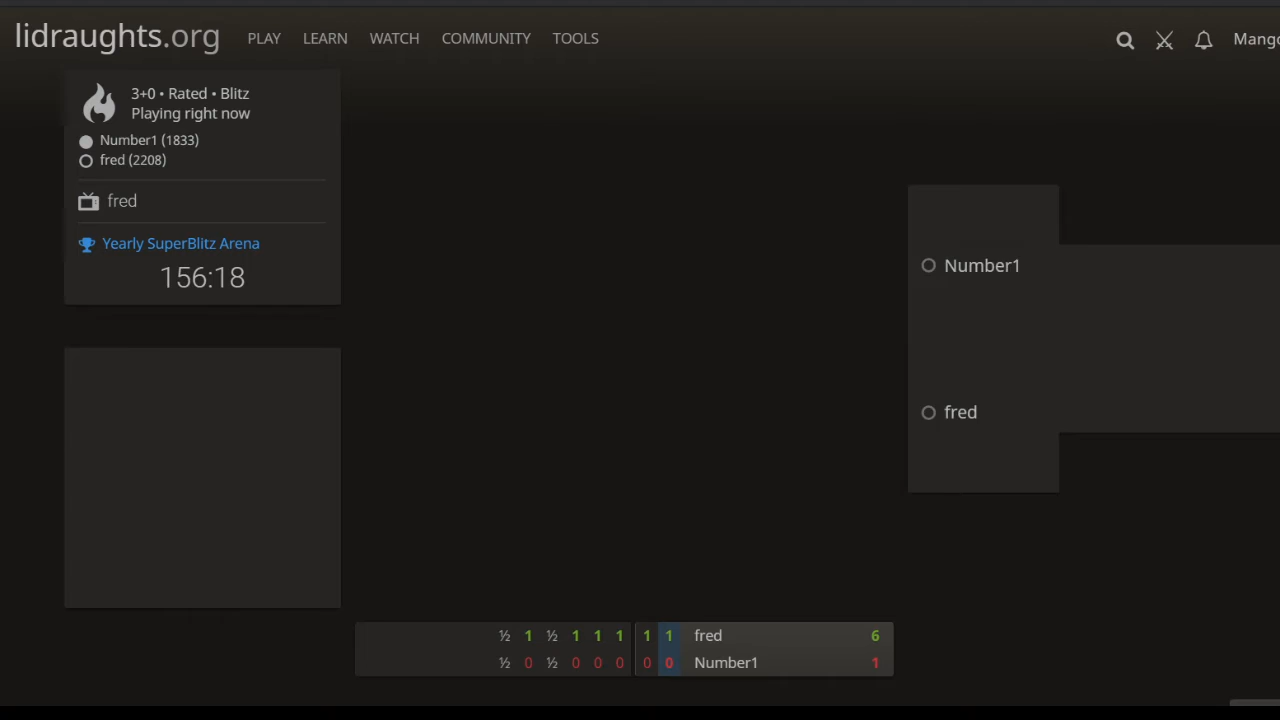 lidraughts.org PLAY LEARN WATCH COMMUNITY TOOLS
3+0 • Rated • Blitz
Playing right now
Number1 (1833)
fred (2208)
fred
Yearly SuperBlitz Arena
156:18
Number1
fred
½ 1 ½ 1 1 1 1 1 fred 6
½ 0 ½ 0 0 0 0 0 Number1 1